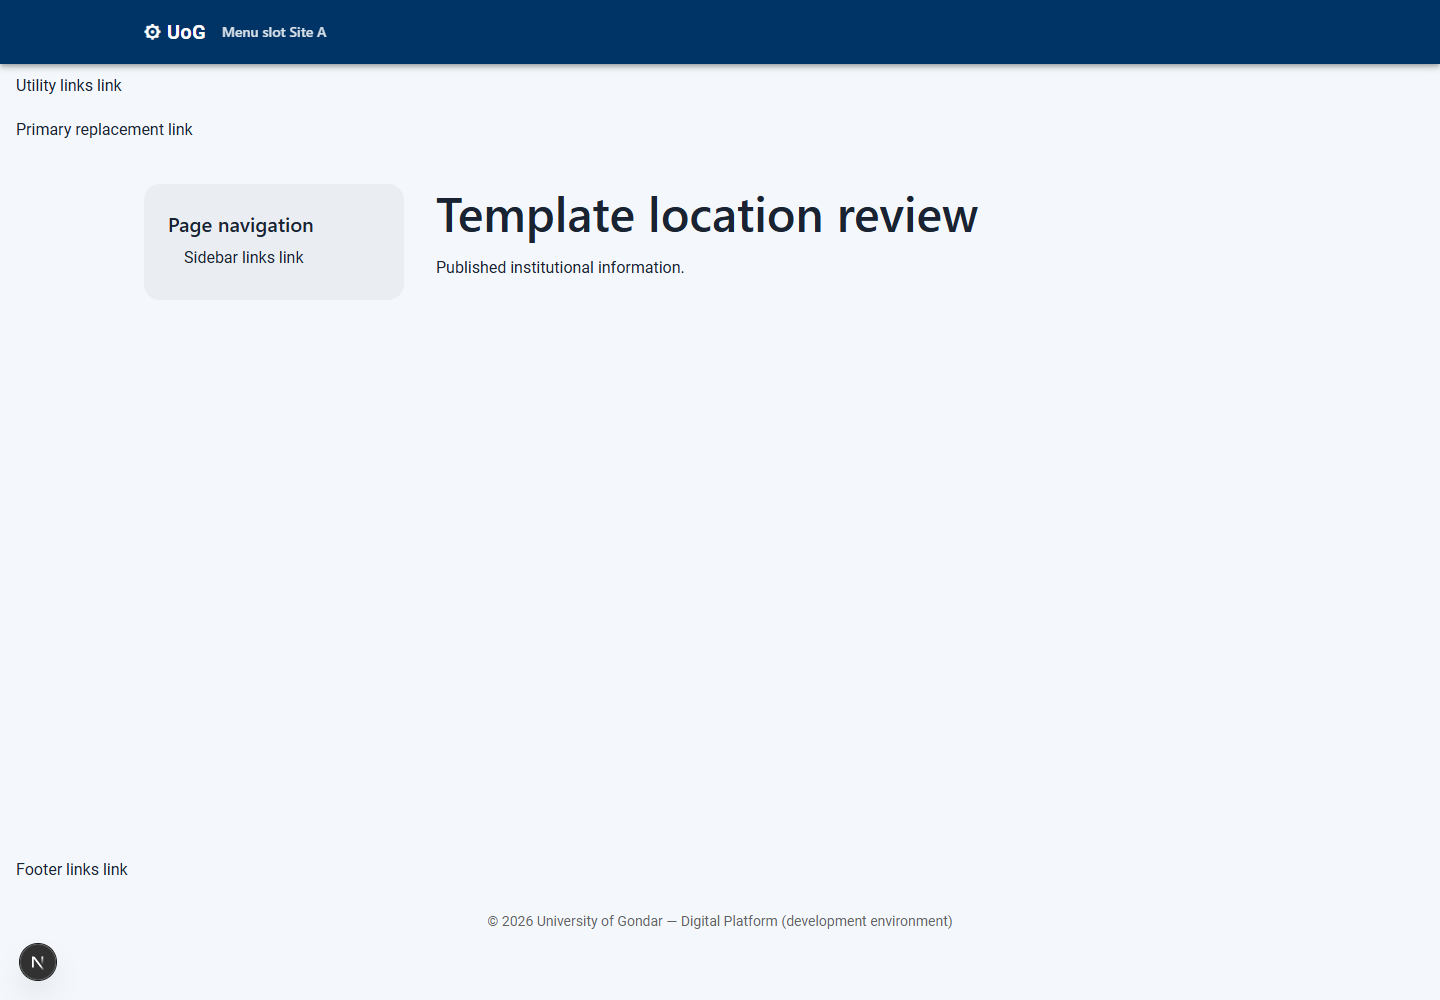 UoG Menu slot Site A
Utility links link
Primary replacement link
Page navigation
Sidebar links link
Template location review
Published institutional information.
Footer links link
© 2026 University of Gondar — Digital Platform (development environment)
N